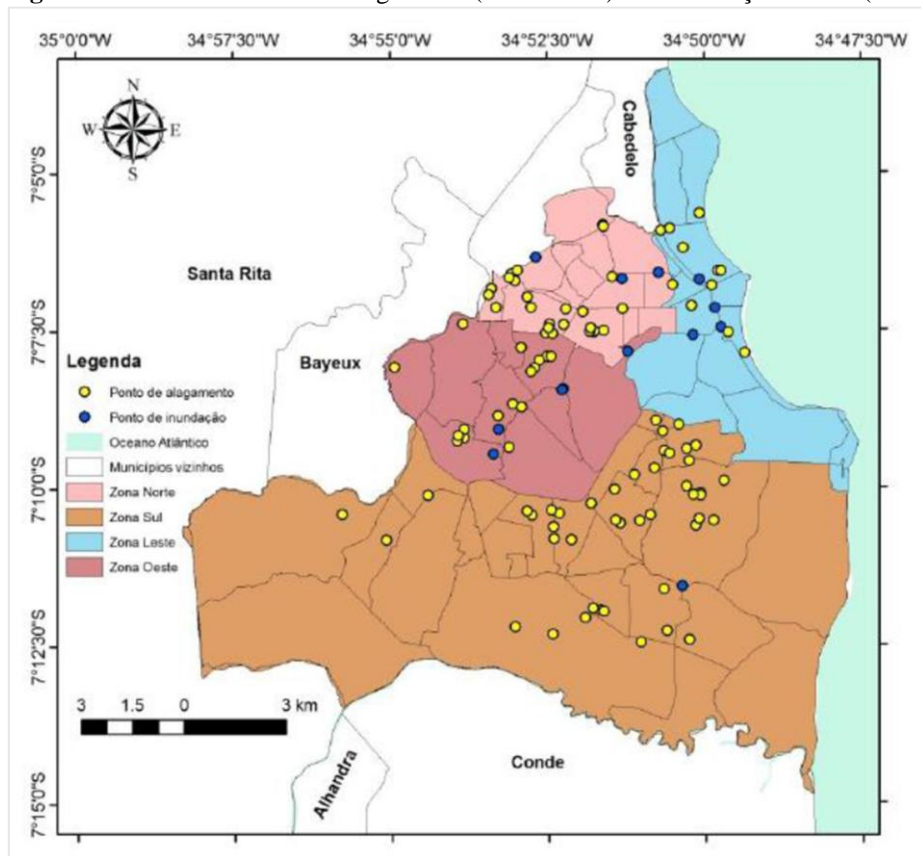 35°0'0"W 34°57'30"W 34°55'0"W 34°52'30"W 34°50'0"W 34°47'30"W
N
W E
S
Cabedelo
7°5'0"S
Santa Rita
7°7'30"S
Bayeux
Legenda
Ponto de alagamento
Ponto de inundação
Oceano Atlântico
Municípios vizinhos
Zona Norte
Zona Sul
Zona Leste
Zona Oeste
7°10'0"S
7°12'30"S
3 1.5 0 3 km
Alhandra
Conde
7°15'0"S